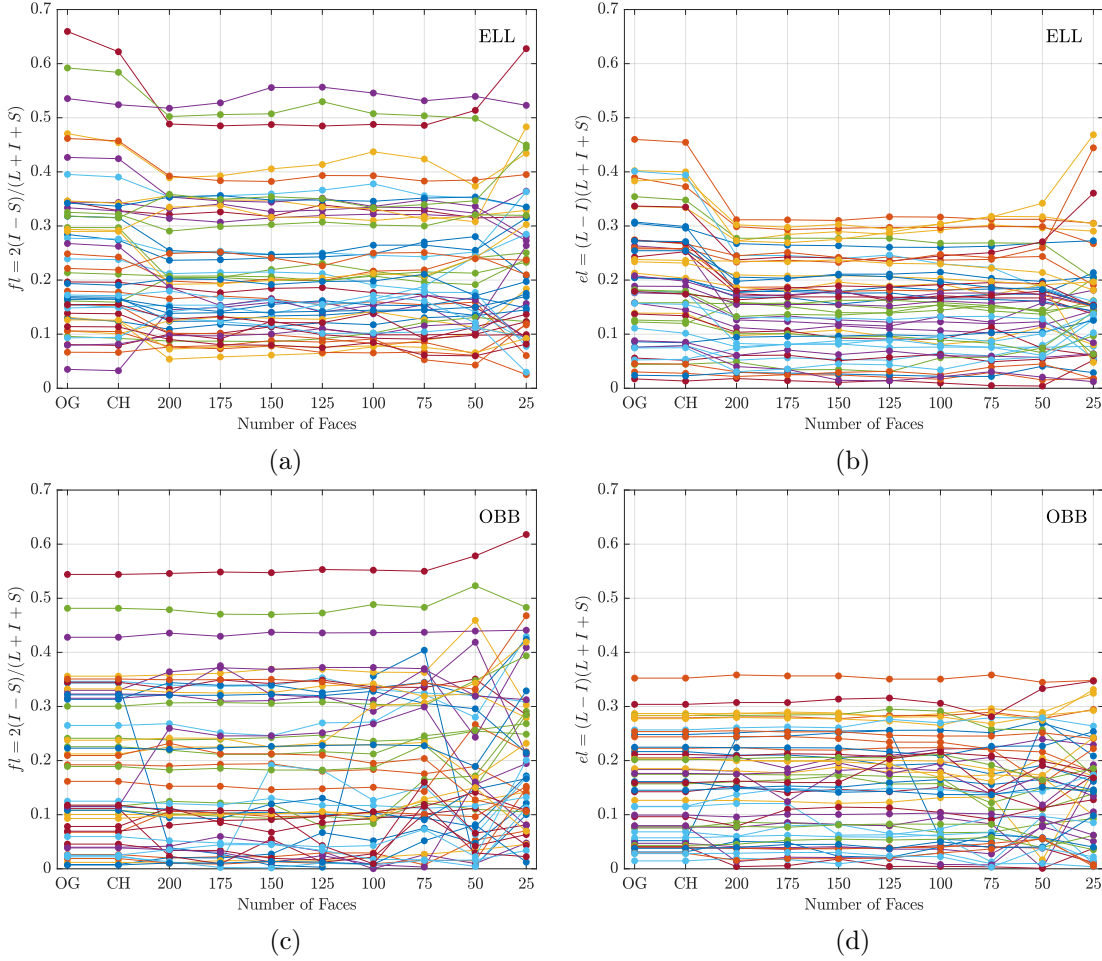 0.7
0.6
0.5
0.4
0.3
0.2
0.1
0
fl = 2(I − S)/(L + I + S)
ELL
OG CH 200 175 150 125 100 75 50 25
Number of Faces
(a)
0.7
0.6
0.5
0.4
0.3
0.2
0.1
0
el = (L − I)(L + I + S)
ELL
OG CH 200 175 150 125 100 75 50 25
Number of Faces
(b)
0.7
0.6
0.5
0.4
0.3
0.2
0.1
0
fl = 2(I − S)/(L + I + S)
OBB
OG CH 200 175 150 125 100 75 50 25
Number of Faces
(c)
0.7
0.6
0.5
0.4
0.3
0.2
0.1
0
el = (L − I)(L + I + S)
OBB
OG CH 200 175 150 125 100 75 50 25
Number of Faces
(d)